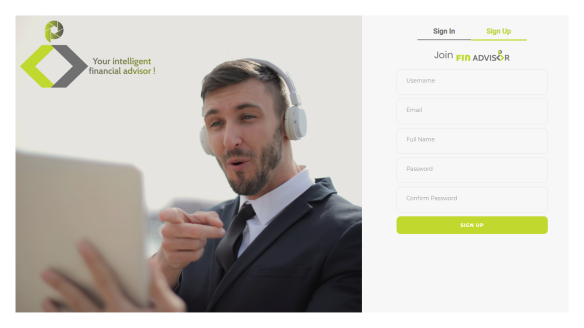 Your intelligent
financial advisor !
Sign In
Sign Up
Join FIN ADVISOR
Username
Email
Full Name
Password
Confirm Password
SIGN UP